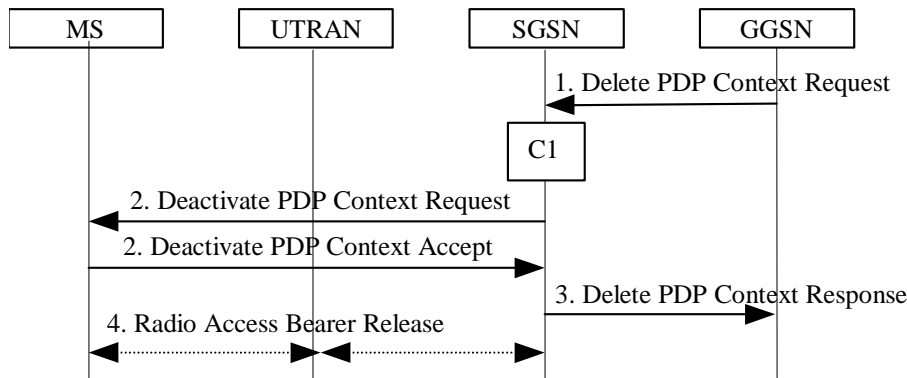 MS UTRAN SGSN GGSN
1. Delete PDP Context Request
C1
2. Deactivate PDP Context Request
2. Deactivate PDP Context Accept
3. Delete PDP Context Response
4. Radio Access Bearer Release